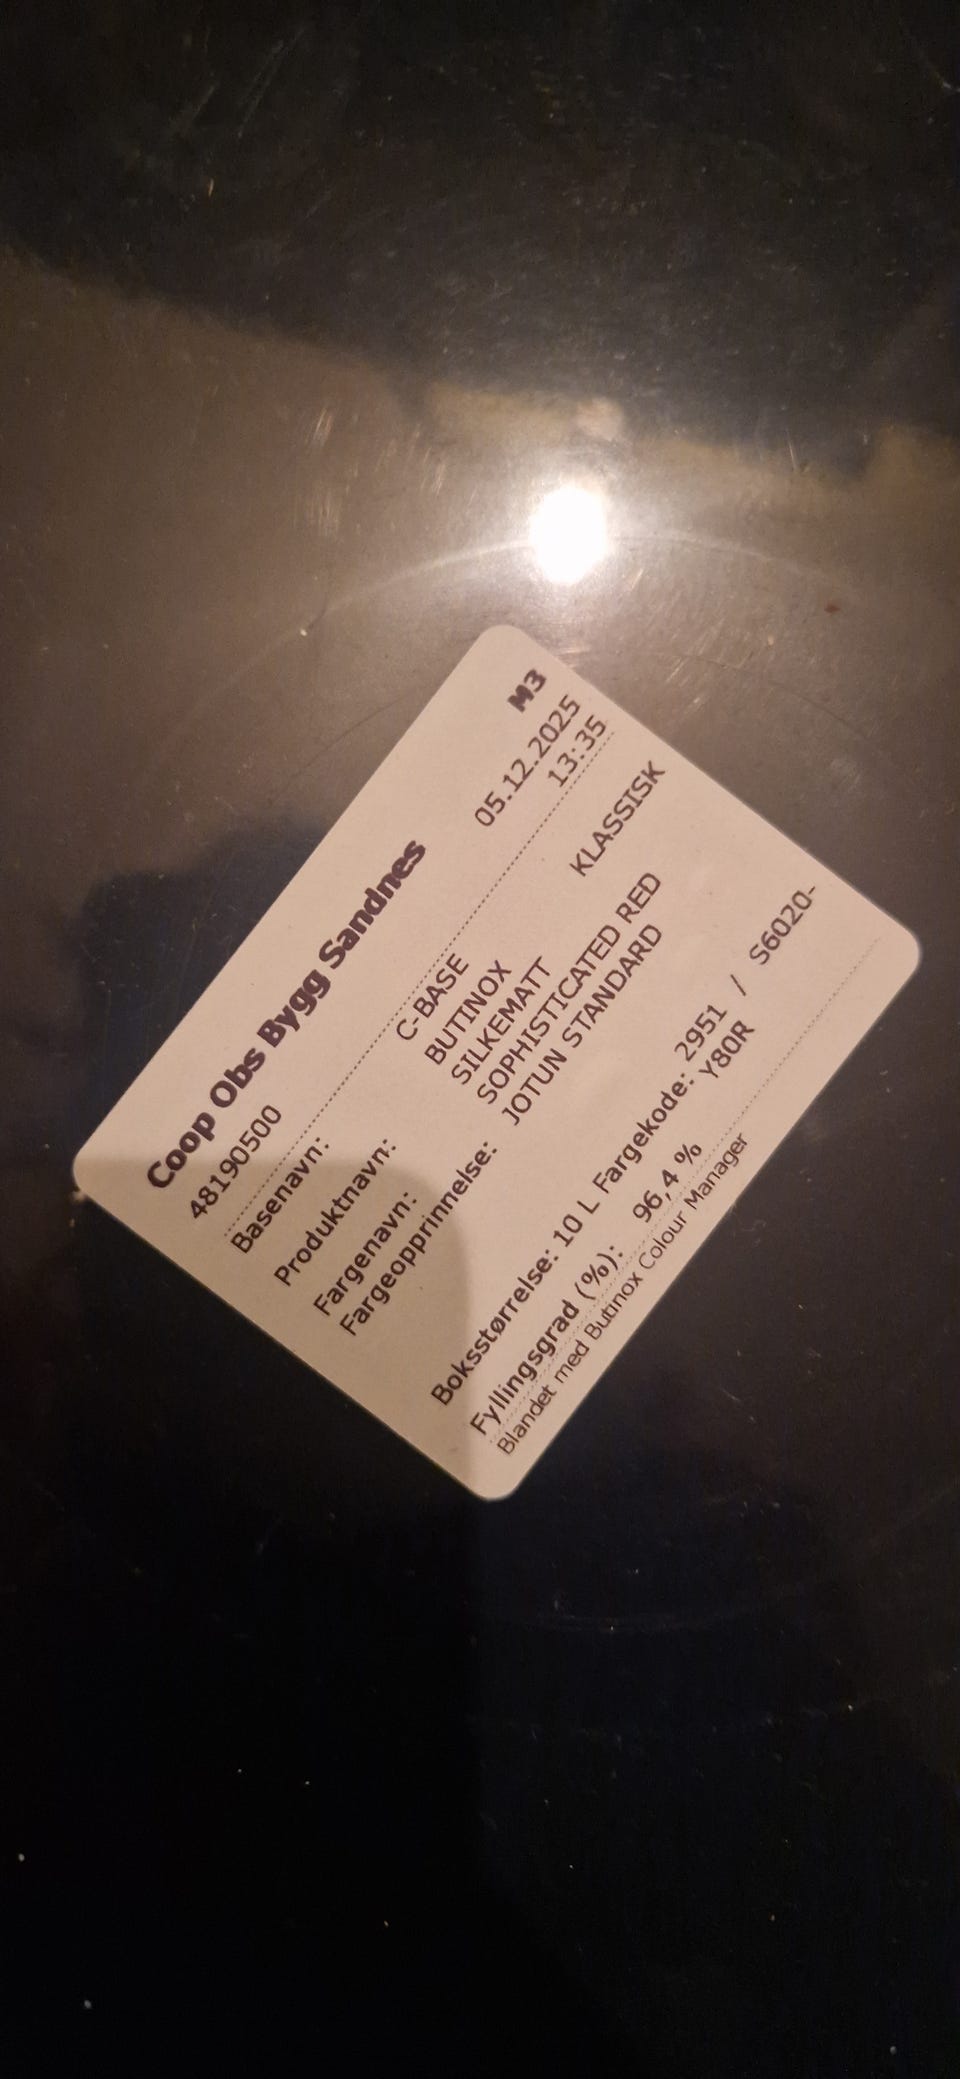 M3
Coop Obs Bygg Sandnes
48190500 05.12.2025
13:35
Basenavn: C-BASE
Produktnavn: BUTINOX KLASSISK
SILKEMATT
Fargenavn: SOPHISTICATED RED
Fargeopprinnelse: JOTUN STANDARD
Boksstørrelse: 10 L Fargekode: 2951 / S6020-
Y80R
Fyllingsgrad (%): 96,4 %
Blandet med Butinox Colour Manager